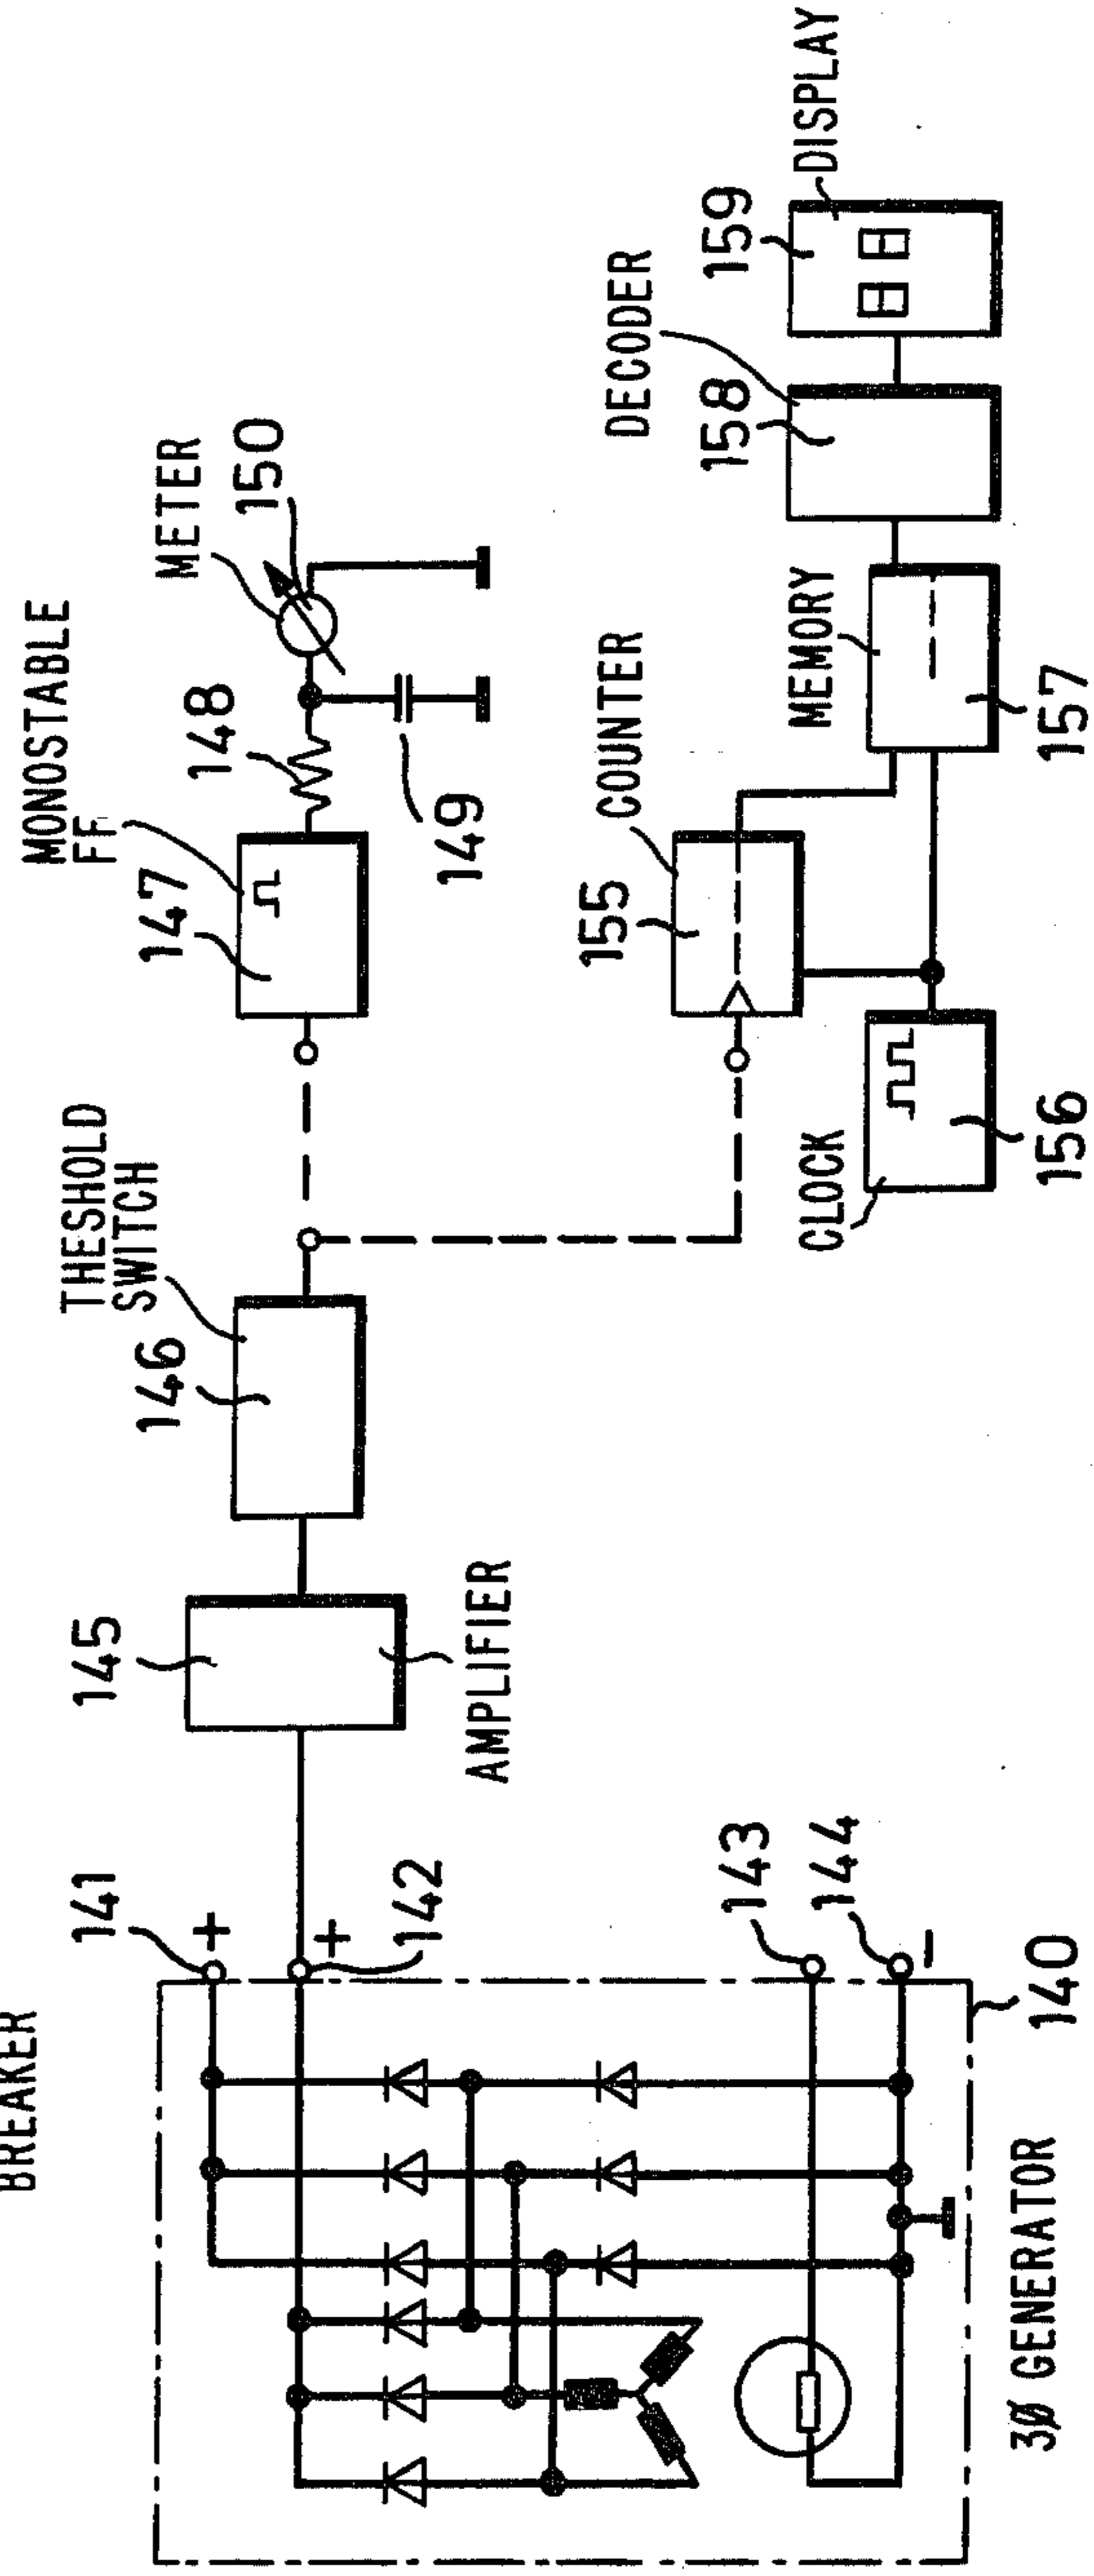 BREAKER
141
+
142
+
143
144
−
140
3Ø GENERATOR
145
AMPLIFIER
146
THESHOLD
SWITCH
147
MONOSTABLE
FF
148
149
METER
150
155
COUNTER
CLOCK
156
MEMORY
157
DECODER
158
159
DISPLAY